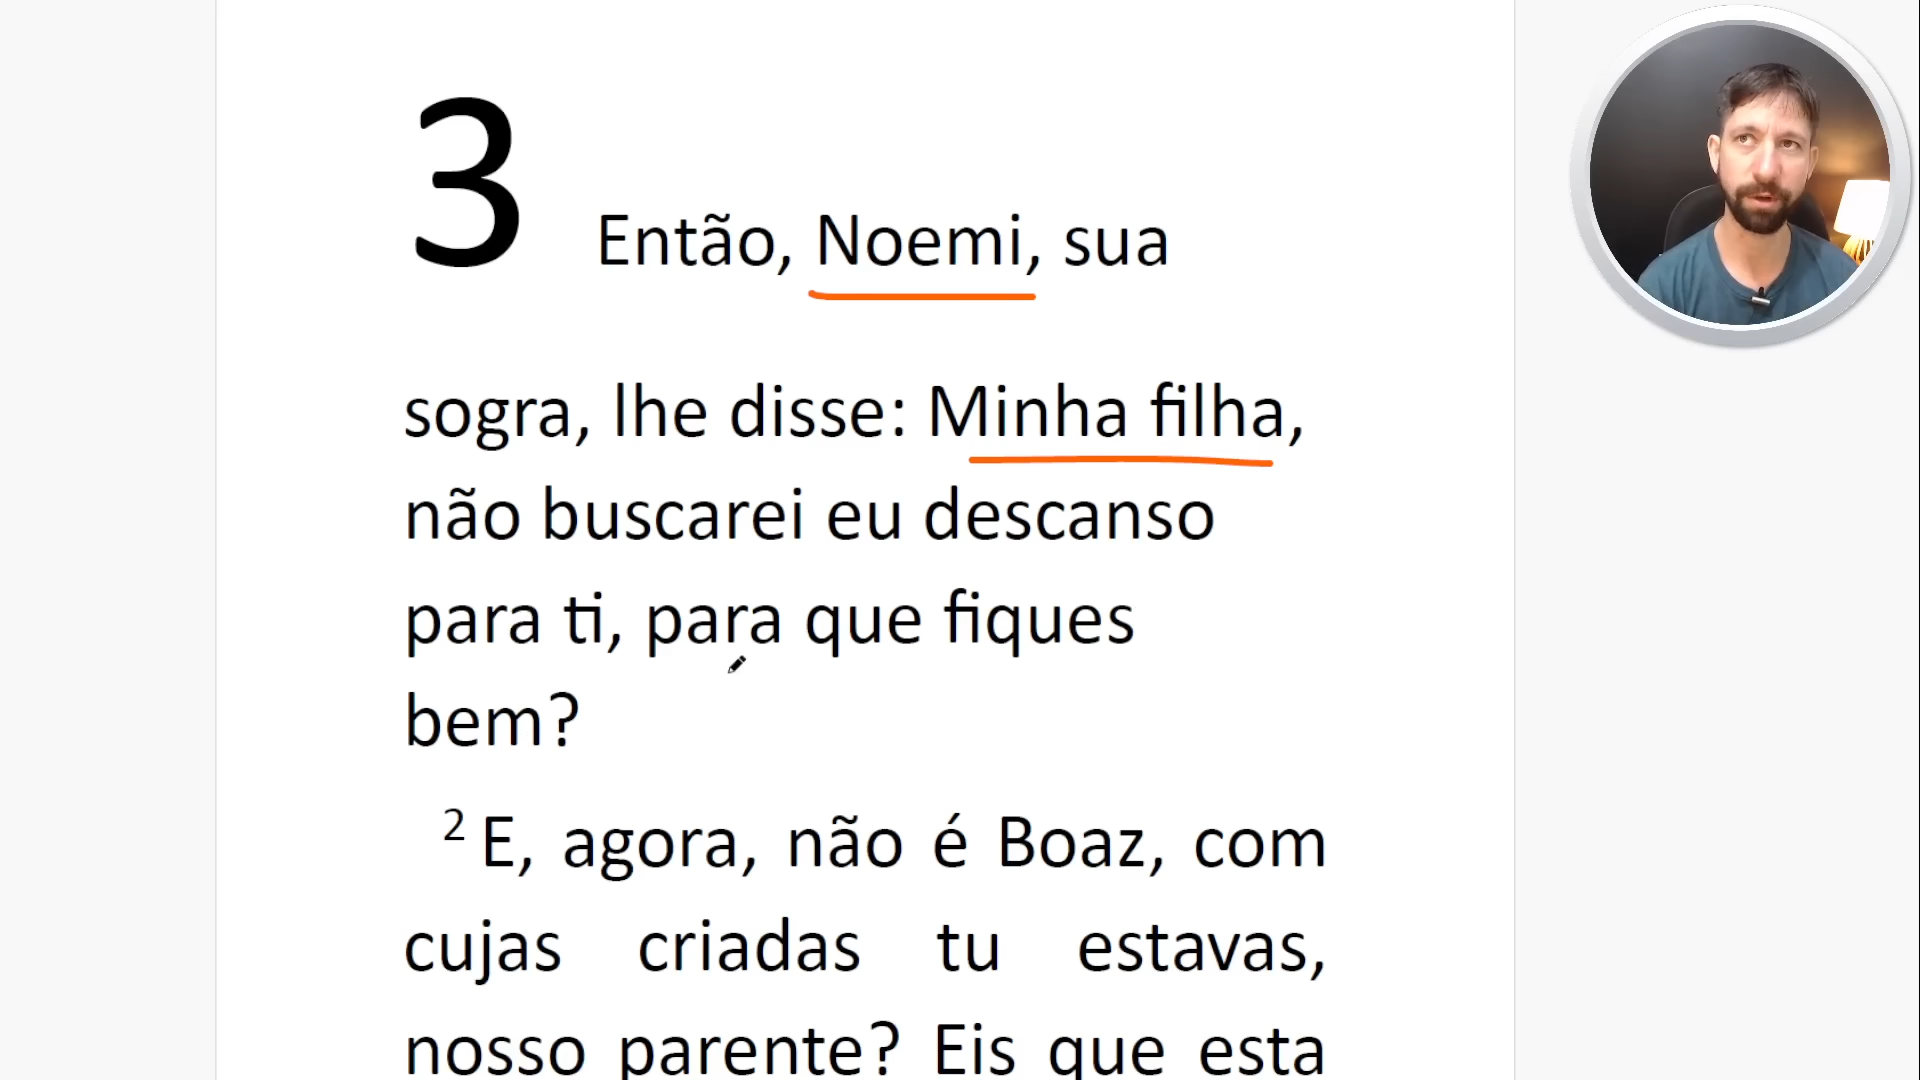 3 Então, Noemi, sua
sogra, lhe disse: Minha filha,
não buscarei eu descanso
para ti, para que fiques
bem?
2 E, agora, não é Boaz, com
cujas criadas tu estavas,
nosso parente? Eis que esta